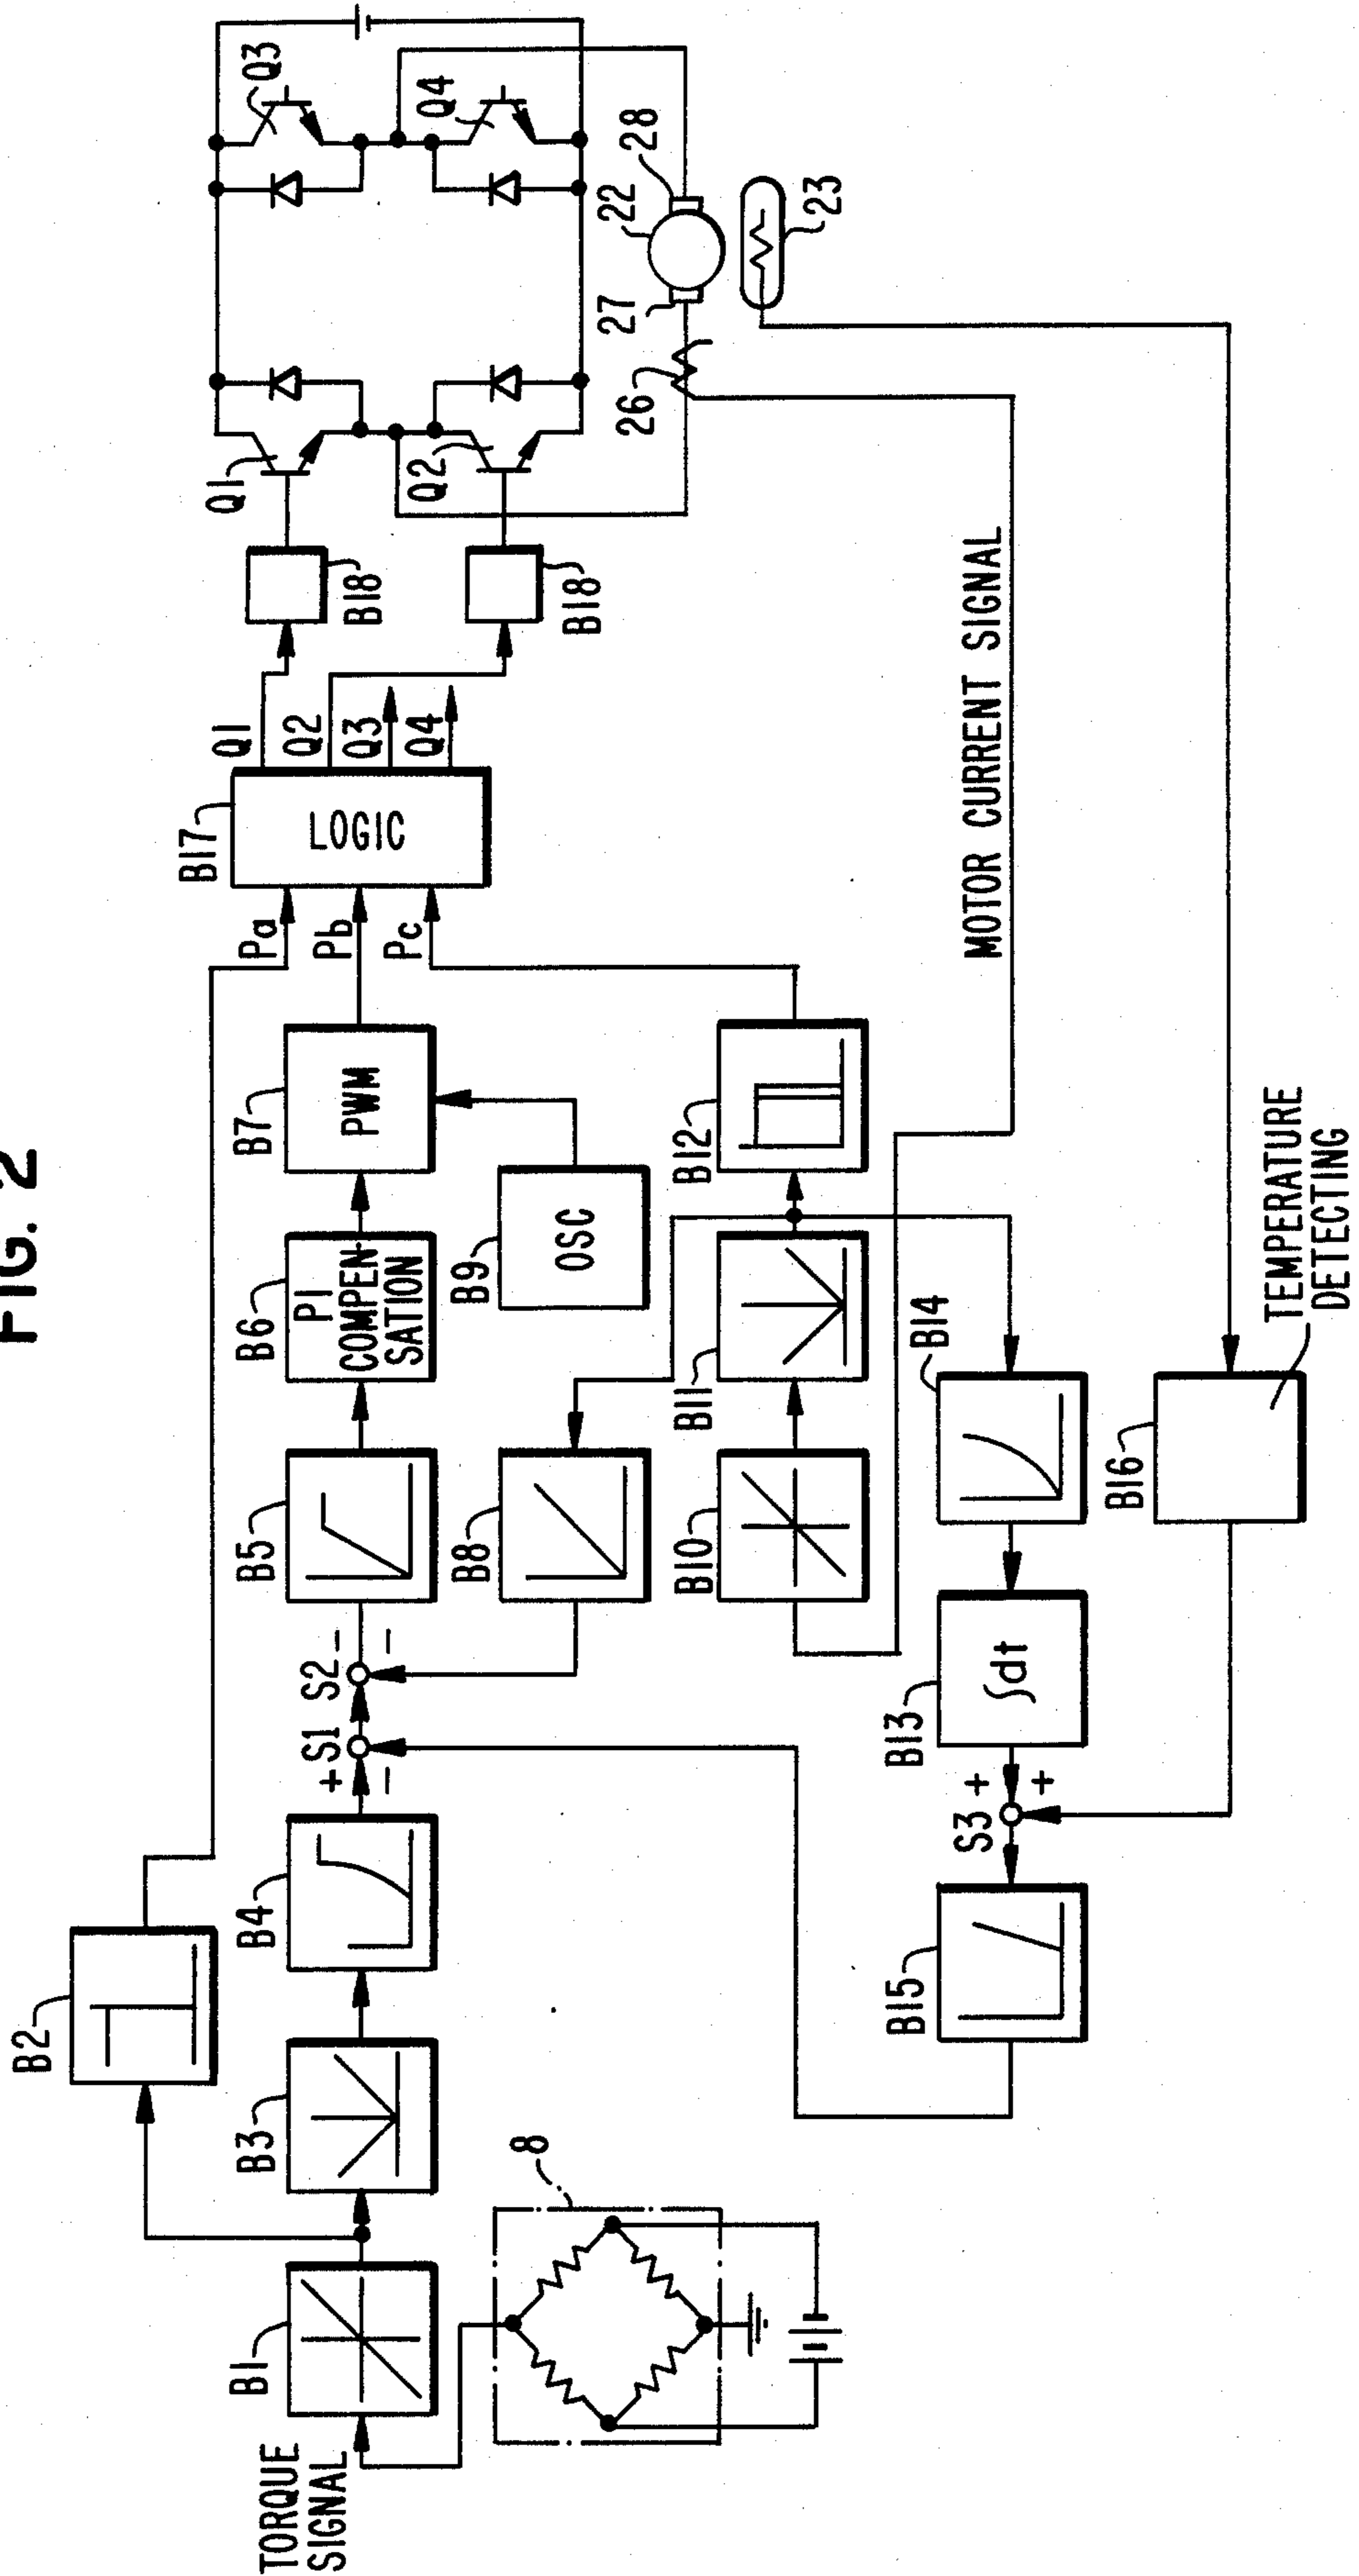 FIG. 2
B2
B1
B3
B4
S1
S2
+
-
-
-
B5
B6
PI
COMPEN-
SATION
B7
PWM
Pa
Pb
Pc
B17
LOGIC
Q1
Q2
Q3
Q4
B18
B18
Q1
Q2
Q3
Q4
TORQUE
SIGNAL
8
B8
B9
OSC
B10
B11
B12
26
27
22
28
23
MOTOR CURRENT SIGNAL
B15
S3
+
+
B13
∫dt
B14
B16
TEMPERATURE
DETECTING